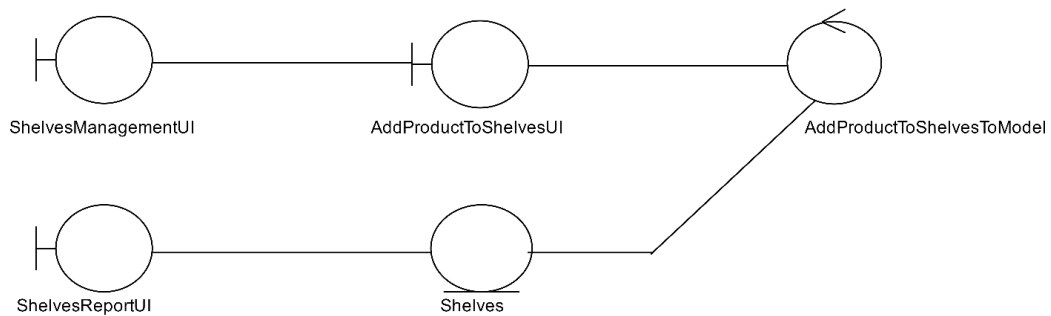 ShelvesManagementUI
AddProductToShelvesUI
AddProductToShelvesToModel
ShelvesReportUI
Shelves